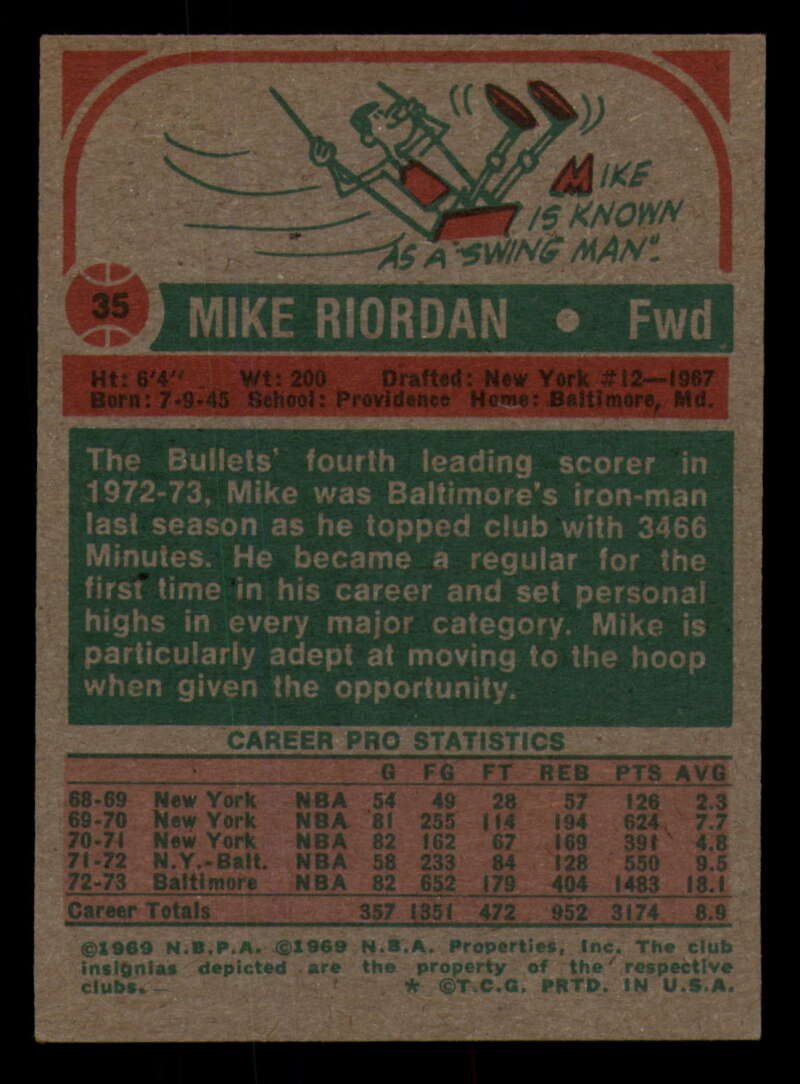 MIKE
IS KNOWN
AS A "SWING MAN".
35
MIKE RIORDAN • Fwd
Ht: 6'4" Wt: 200 Drafted: New York #12—1967
Born: 7-9-45 School: Providence Home: Baltimore, Md.
The Bullets' fourth leading scorer in
1972-73, Mike was Baltimore's iron-man
last season as he topped club with 3466
Minutes. He became a regular for the
first time in his career and set personal
highs in every major category. Mike is
particularly adept at moving to the hoop
when given the opportunity.
CAREER PRO STATISTICS
G FG FT REB PTS AVG
68-69 New York NBA 54 49 28 57 126 2.3
69-70 New York NBA 81 255 114 194 624 7.7
70-71 New York NBA 82 162 67 169 391 4.8
71-72 N.Y.-Balt. NBA 58 233 84 128 550 9.5
72-73 Baltimore NBA 82 652 179 404 1483 18.1
Career Totals 357 1351 472 952 3174 8.9
©1969 N.B.P.A. ©1969 N.B.A. Properties, Inc. The club
insignias depicted are the property of the respective
clubs. * ©T.C.G. PRTD. IN U.S.A.